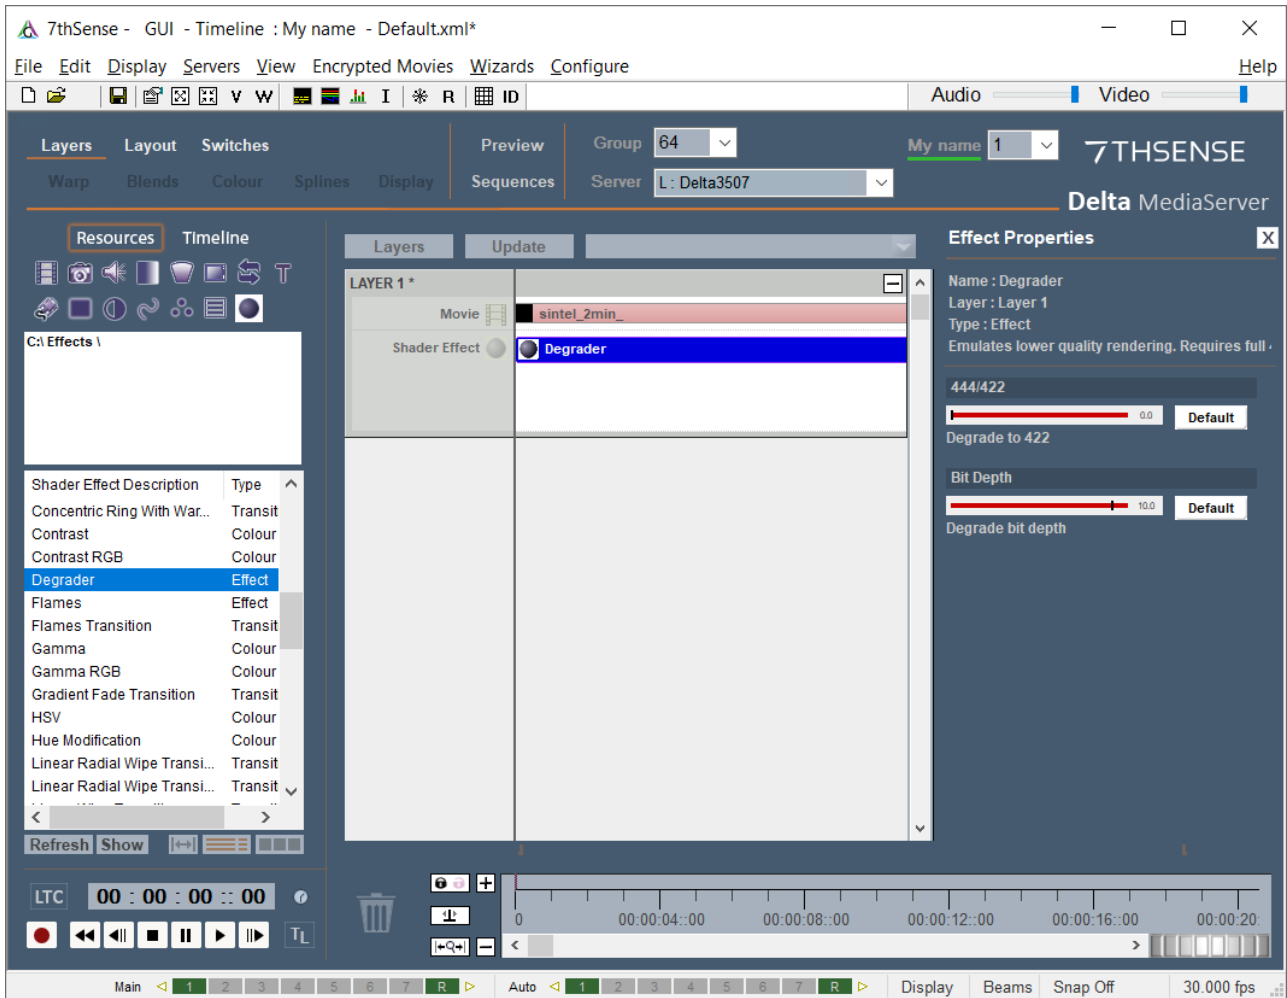 7thSense - GUI - Timeline : My name - Default.xml*
File Edit Display Servers View Encrypted Movies Wizards Configure Help
V W I R ID Audio Video
Layers Layout Switches Preview Group 64 My name 1 7THSENSE
Warp Blends Colour Splines Display Sequences Server L : Delta3507
Delta MediaServer
Resources Timeline
Layers Update
Effect Properties X
Name : Degrader
Layer : Layer 1
Type : Effect
Emulates lower quality rendering. Requires full
LAYER 1 *
Movie sintel_2min_
Shader Effect Degrader
T
C:\ Effects \
444/422
0.0 Default
Degrade to 422
Bit Depth
10.0 Default
Degrade bit depth
Shader Effect Description Type
Concentric Ring With War... Transit
Contrast Colour
Contrast RGB Colour
Degrader Effect
Flames Effect
Flames Transition Transit
Gamma Colour
Gamma RGB Colour
Gradient Fade Transition Transit
HSV Colour
Hue Modification Colour
Linear Radial Wipe Transi... Transit
Linear Radial Wipe Transi... Transit
Refresh Show
LTC 00 : 00 : 00 :: 00
TL
0 00:00:04::00 00:00:08::00 00:00:12::00 00:00:16::00 00:00:20:
Main 1 2 3 4 5 6 7 R Auto 1 2 3 4 5 6 7 R Display Beams Snap Off 30.000 fps